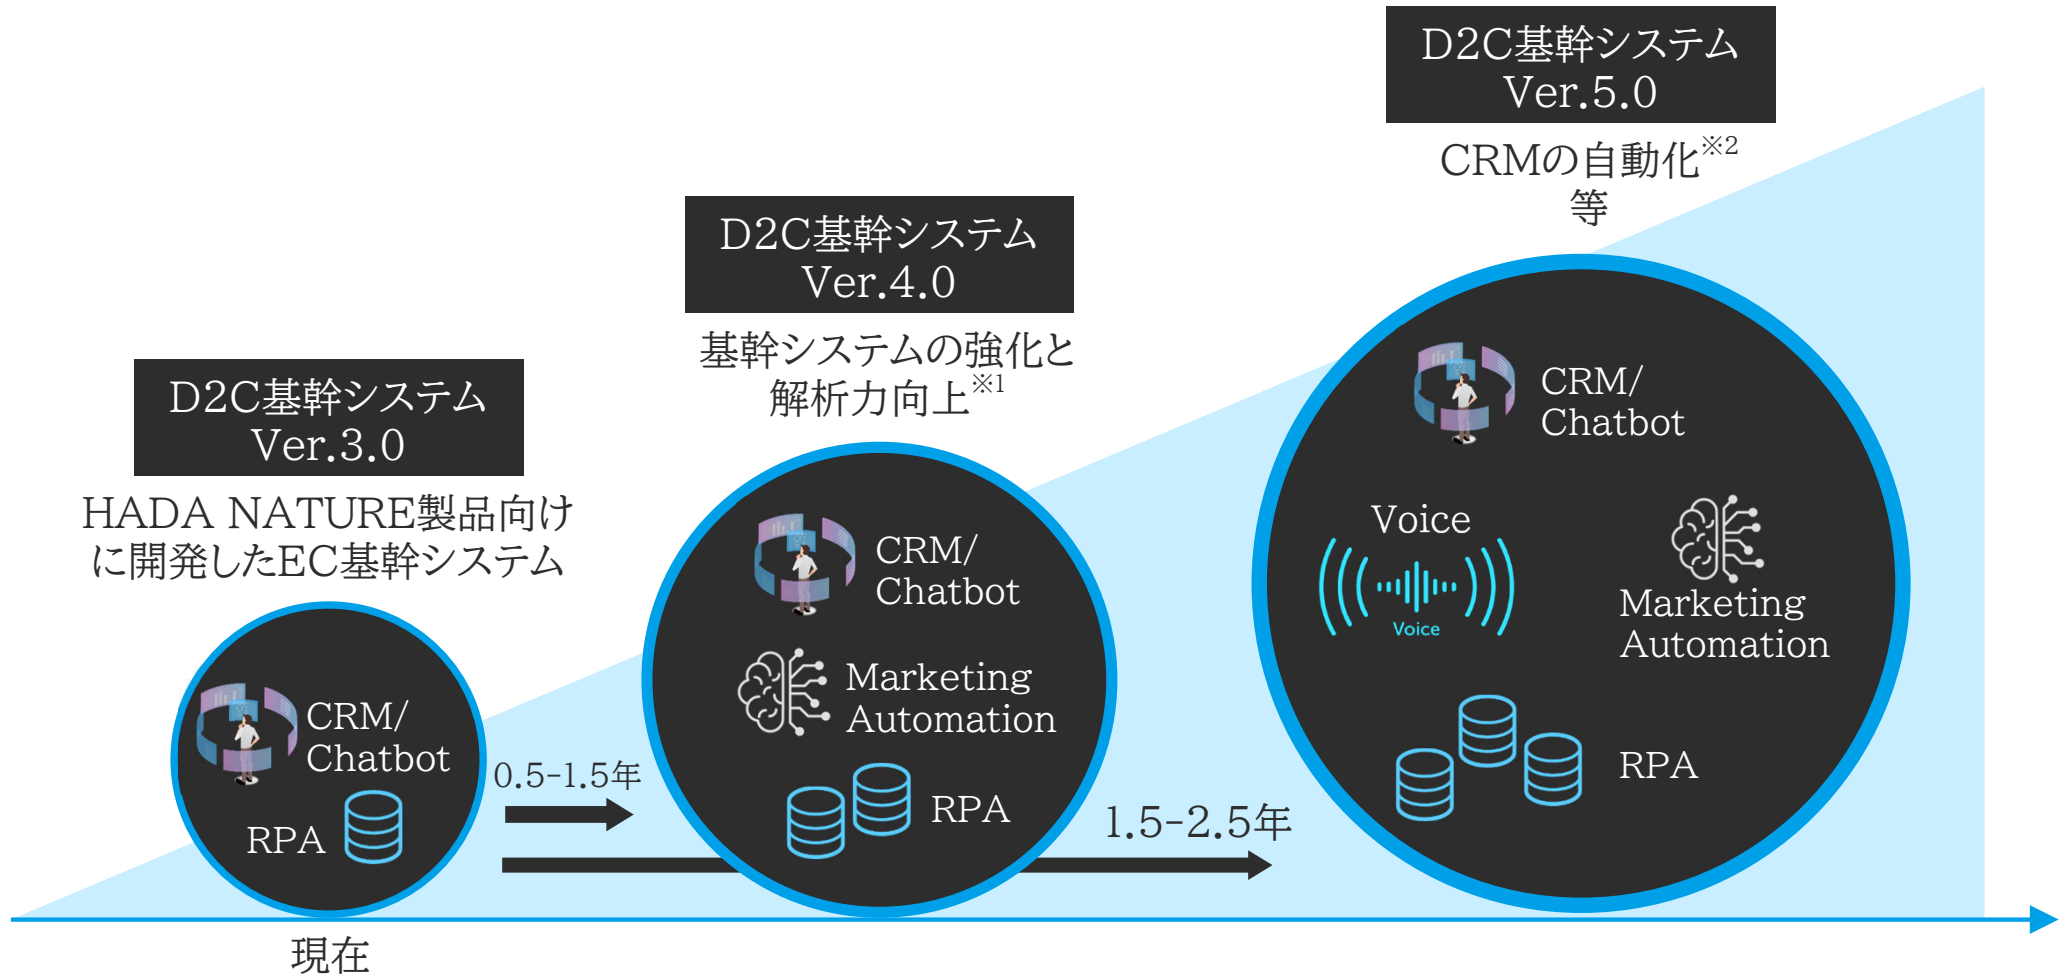 D2C基幹システム
Ver.3.0
HADA NATURE製品向け
に開発したEC基幹システム
CRM/
Chatbot
RPA
現在
0.5-1.5年
D2C基幹システム
Ver.4.0
基幹システムの強化と
解析力向上※1
CRM/
Chatbot
Marketing
Automation
RPA
1.5-2.5年
D2C基幹システム
Ver.5.0
CRMの自動化※2
等
CRM/
Chatbot
Voice
Voice
Marketing
Automation
RPA